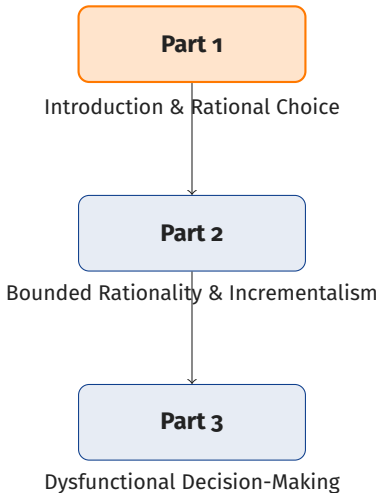 Part 1
Introduction & Rational Choice
Part 2
Bounded Rationality & Incrementalism
Part 3
Dysfunctional Decision-Making